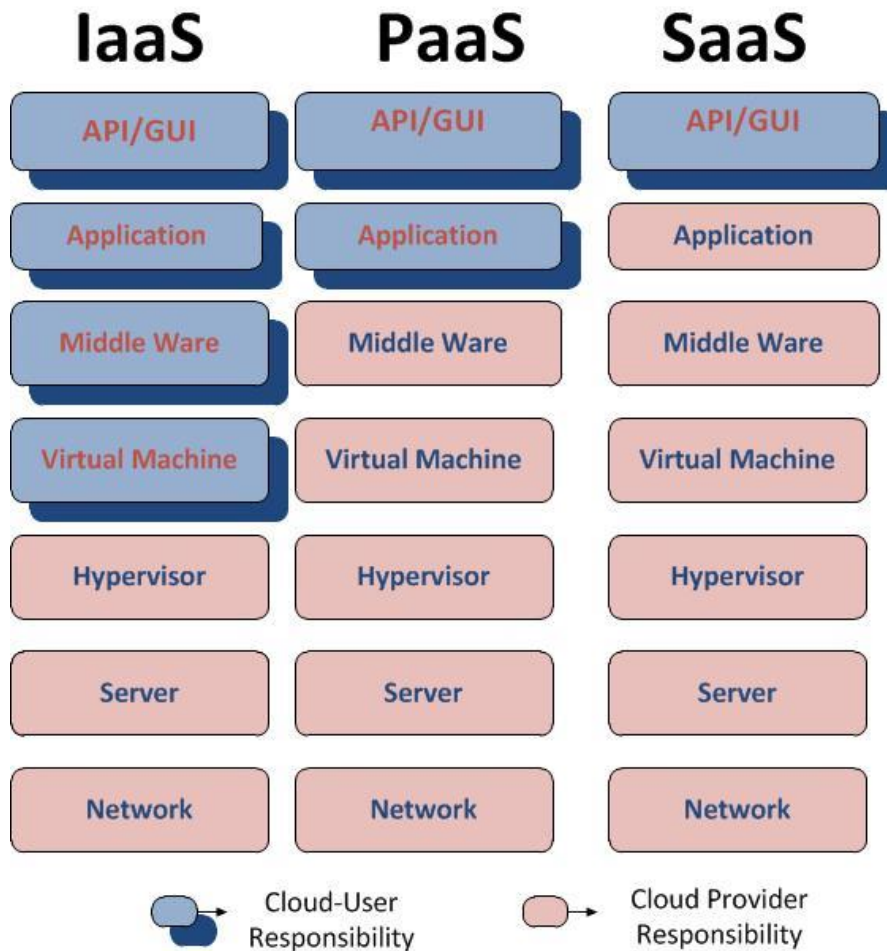 IaaS PaaS SaaS
API/GUI API/GUI API/GUI
Application Application Application
Middle Ware Middle Ware Middle Ware
Virtual Machine Virtual Machine Virtual Machine
Hypervisor Hypervisor Hypervisor
Server Server Server
Network Network Network
Cloud-User Cloud Provider
Responsibility Responsibility